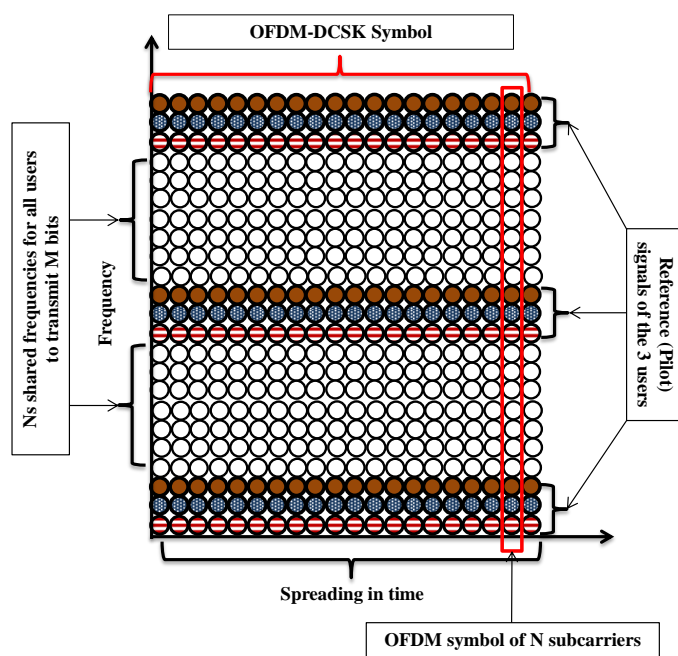 OFDM-DCSK Symbol
Ns shared frequencies for all users
to transmit M bits
Frequency
Reference (Pilot)
signals of the 3 users
Spreading in time
OFDM symbol of N subcarriers